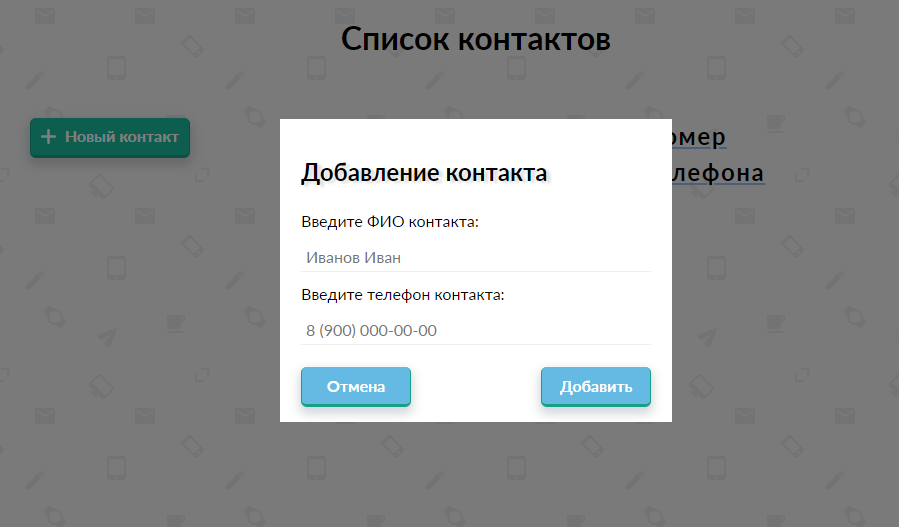 Список контактов
Новый контакт
Добавление контакта
Введите ФИО контакта:
Иванов Иван
Введите телефон контакта:
8 (900) 000-00-00
Отмена
Добавить
омер
лефона